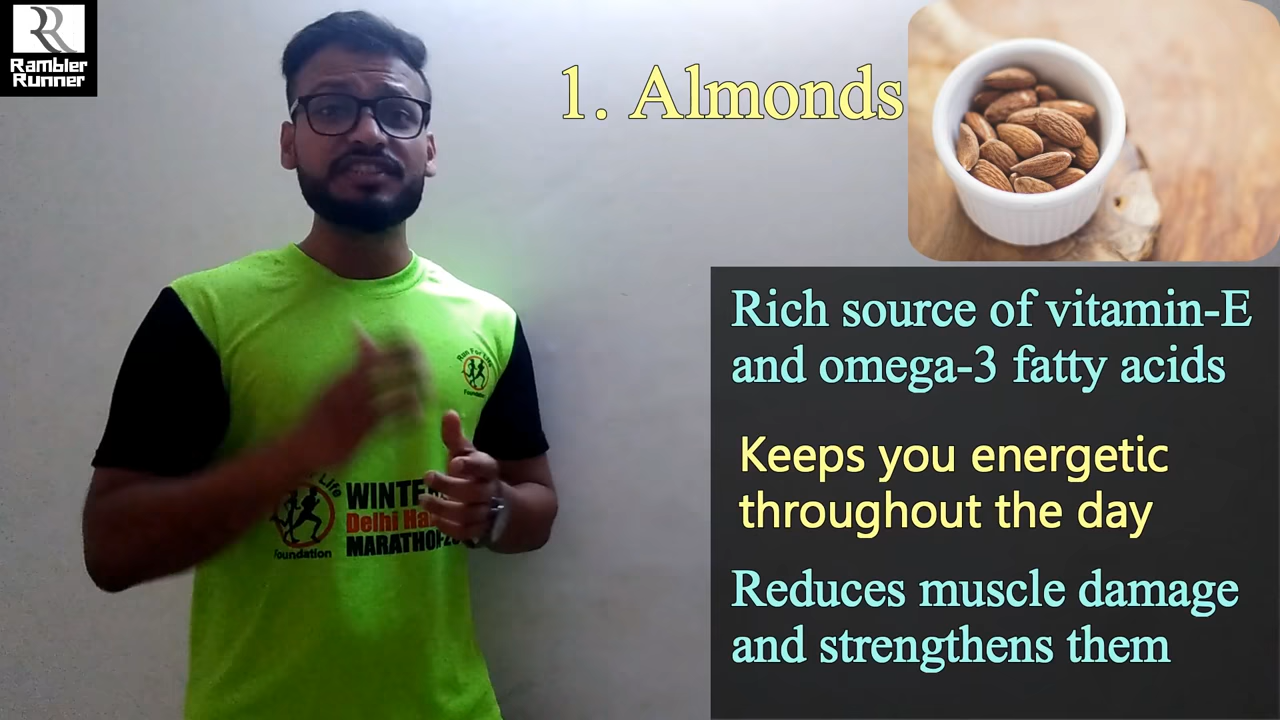 Rambler
Runner
1. Almonds
Rich source of vitamin-E
and omega-3 fatty acids
Keeps you energetic
throughout the day
Reduces muscle damage
and strengthens them
Life
Foundation
Delhi